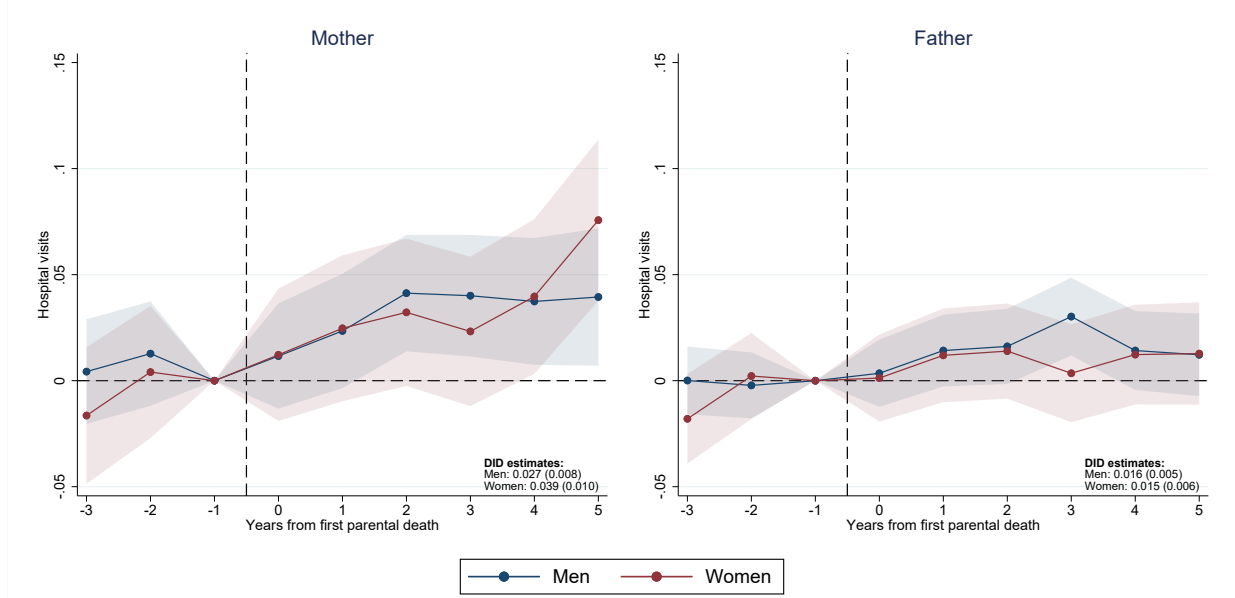 Mother
Father
.15
.1
.05
0
-.05
Hospital visits
-3 -2 -1 0 1 2 3 4 5
Years from first parental death
DID estimates:
Men: 0.027 (0.008)
Women: 0.039 (0.010)
.15
.1
.05
0
-.05
Hospital visits
-3 -2 -1 0 1 2 3 4 5
Years from first parental death
DID estimates:
Men: 0.016 (0.005)
Women: 0.015 (0.006)
Men Women